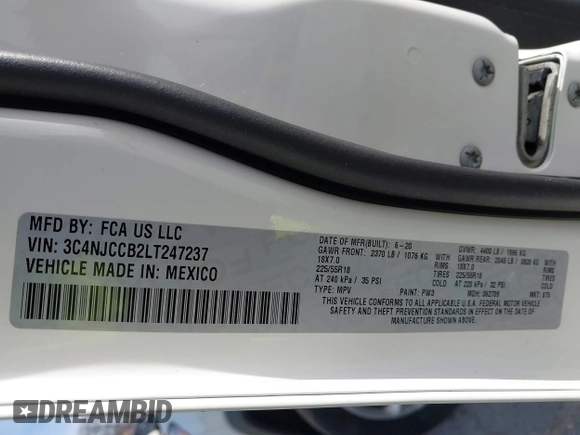 MFD BY: FCA US LLC
VIN: 3C4NJCCB2LT247237
VEHICLE MADE IN: MEXICO
DATE OF MFR(BUILT): 6-20
GAWR FRONT: 2370 LB / 1076 KG WITH
18X7.0 RIMS
225/55R18 TIRES
AT 240 kPa / 35 PSI COLD
TYPE: MPV PAINT: PW3
GVWR: 4400 LB / 1996 KG
GAWR REAR: WITH
18X7.0 RIMS
225/55R18 TIRES
AT 220 kPa / 32 PSI COLD
MDH: 062709 MKT: 875
THIS VEHICLE CONFORMS TO ALL APPLICABLE U.S.A. FEDERAL MOTOR VEHICLE
SAFETY AND THEFT PREVENTION STANDARDS IN EFFECT ON THE DATE OF
MANUFACTURE SHOWN ABOVE.
DREAMBID